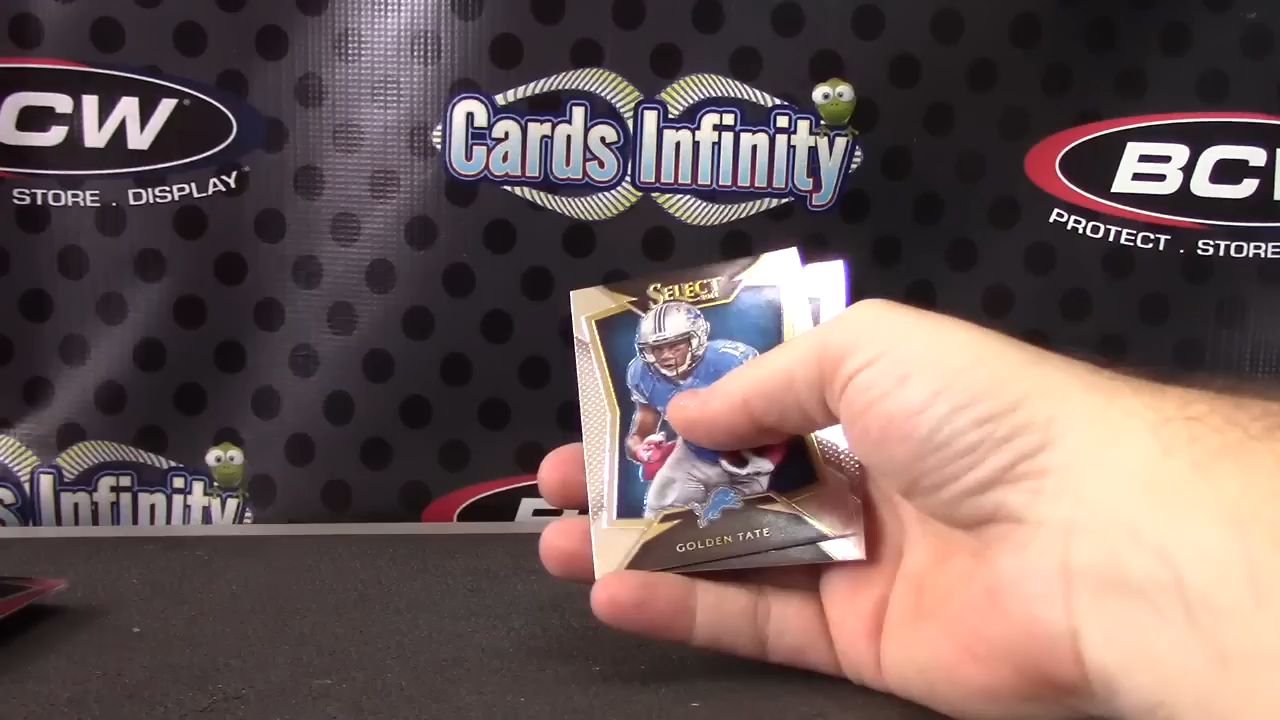 CW
STORE . DISPLAY
Cards Infinity
BC
PROTECT . STORE
SELECT
GOLDEN TATE
s Infinity